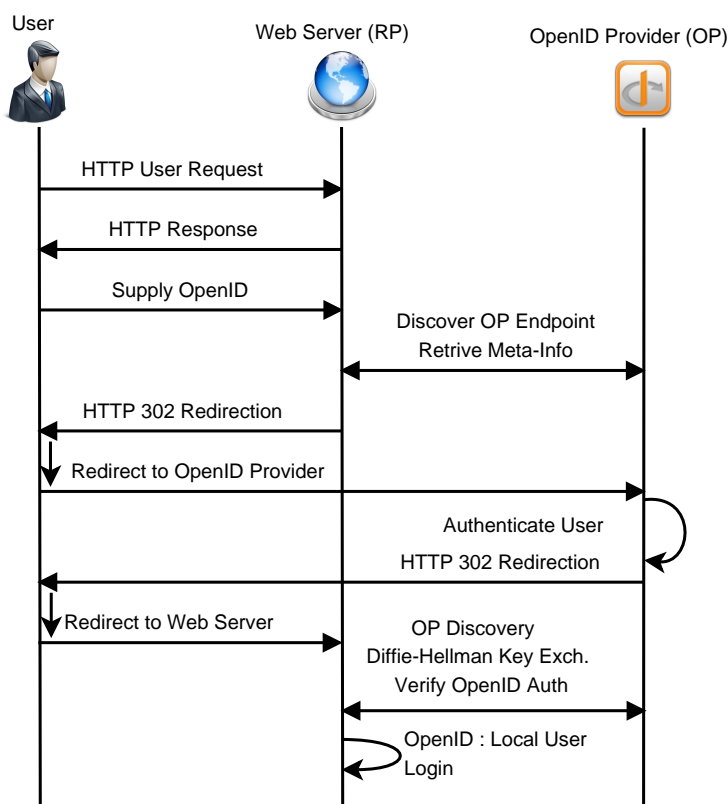 User
Web Server (RP)
OpenID Provider (OP)
HTTP User Request
HTTP Response
Supply OpenID
Discover OP Endpoint
Retrive Meta-Info
HTTP 302 Redirection
Redirect to OpenID Provider
Authenticate User
HTTP 302 Redirection
Redirect to Web Server
OP Discovery
Diffie-Hellman Key Exch.
Verify OpenID Auth
OpenID : Local User
Login